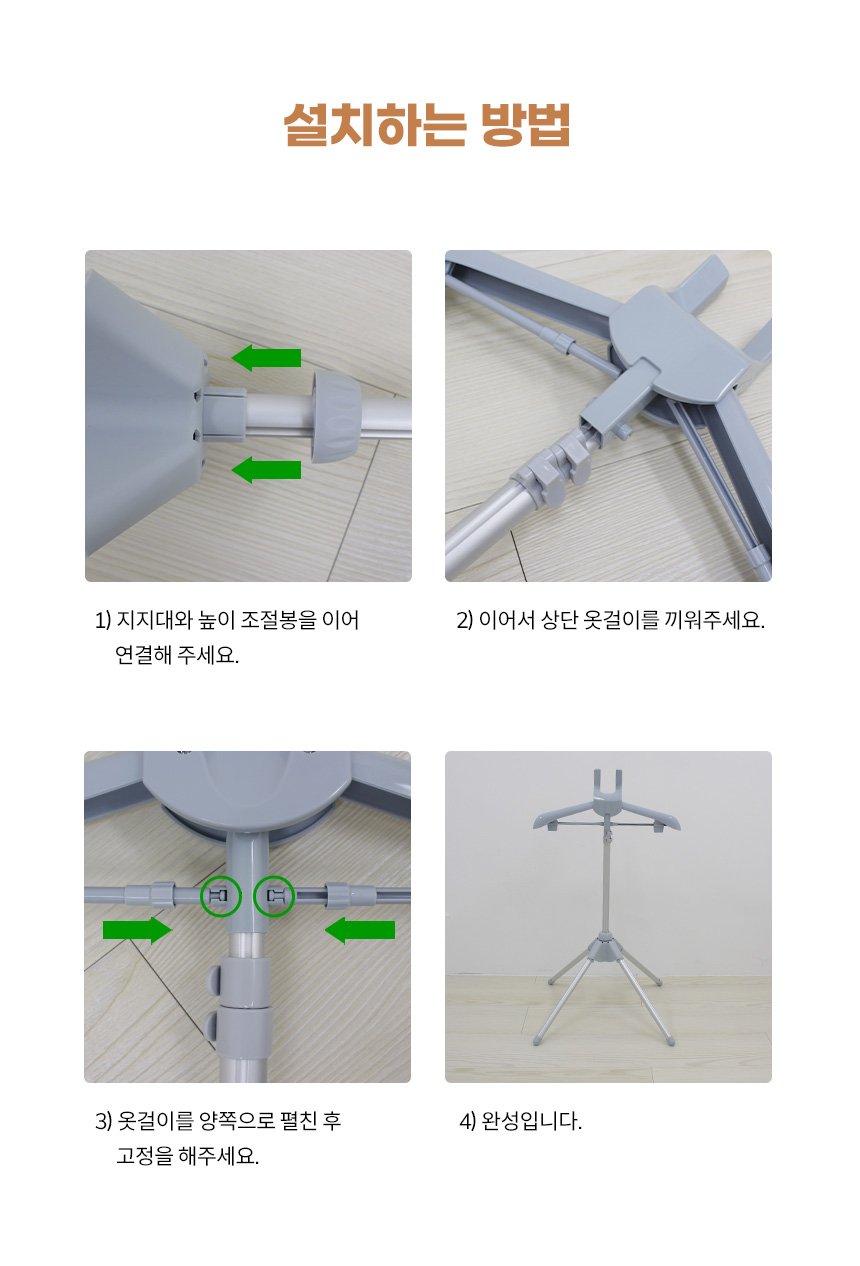 설치하는 방법
1) 지지대와 높이 조절봉을 이어
연결해 주세요.
2) 이어서 상단 옷걸이를 끼워주세요.
3) 옷걸이를 양쪽으로 펼친 후
고정을 해주세요.
4) 완성입니다.